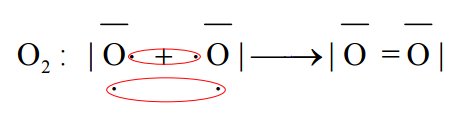 O₂ : | O̅ · + · O̅ | ⟶ | O̅ = O̅ |
· ·